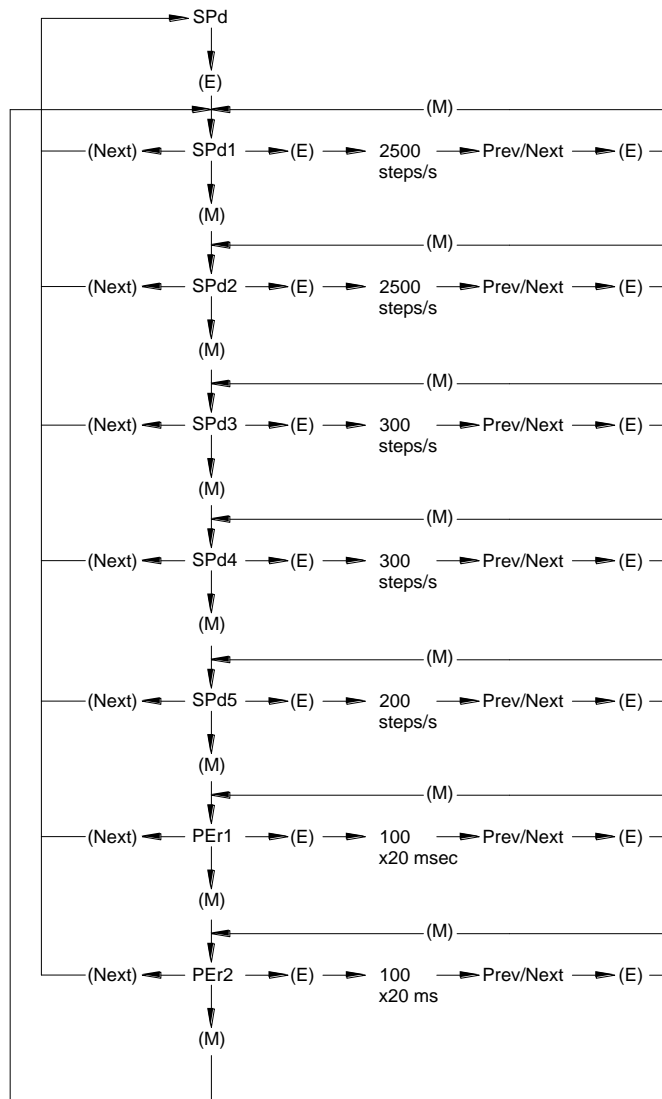 SPd
(E)
(M)
(Next) SPd1 (E) 2500 Prev/Next (E)
steps/s
(M)
(M)
(Next) SPd2 (E) 2500 Prev/Next (E)
steps/s
(M)
(M)
(Next) SPd3 (E) 300 Prev/Next (E)
steps/s
(M)
(M)
(Next) SPd4 (E) 300 Prev/Next (E)
steps/s
(M)
(M)
(Next) SPd5 (E) 200 Prev/Next (E)
steps/s
(M)
(M)
(Next) PEr1 (E) 100 Prev/Next (E)
x20 msec
(M)
(M)
(Next) PEr2 (E) 100 Prev/Next (E)
x20 ms
(M)